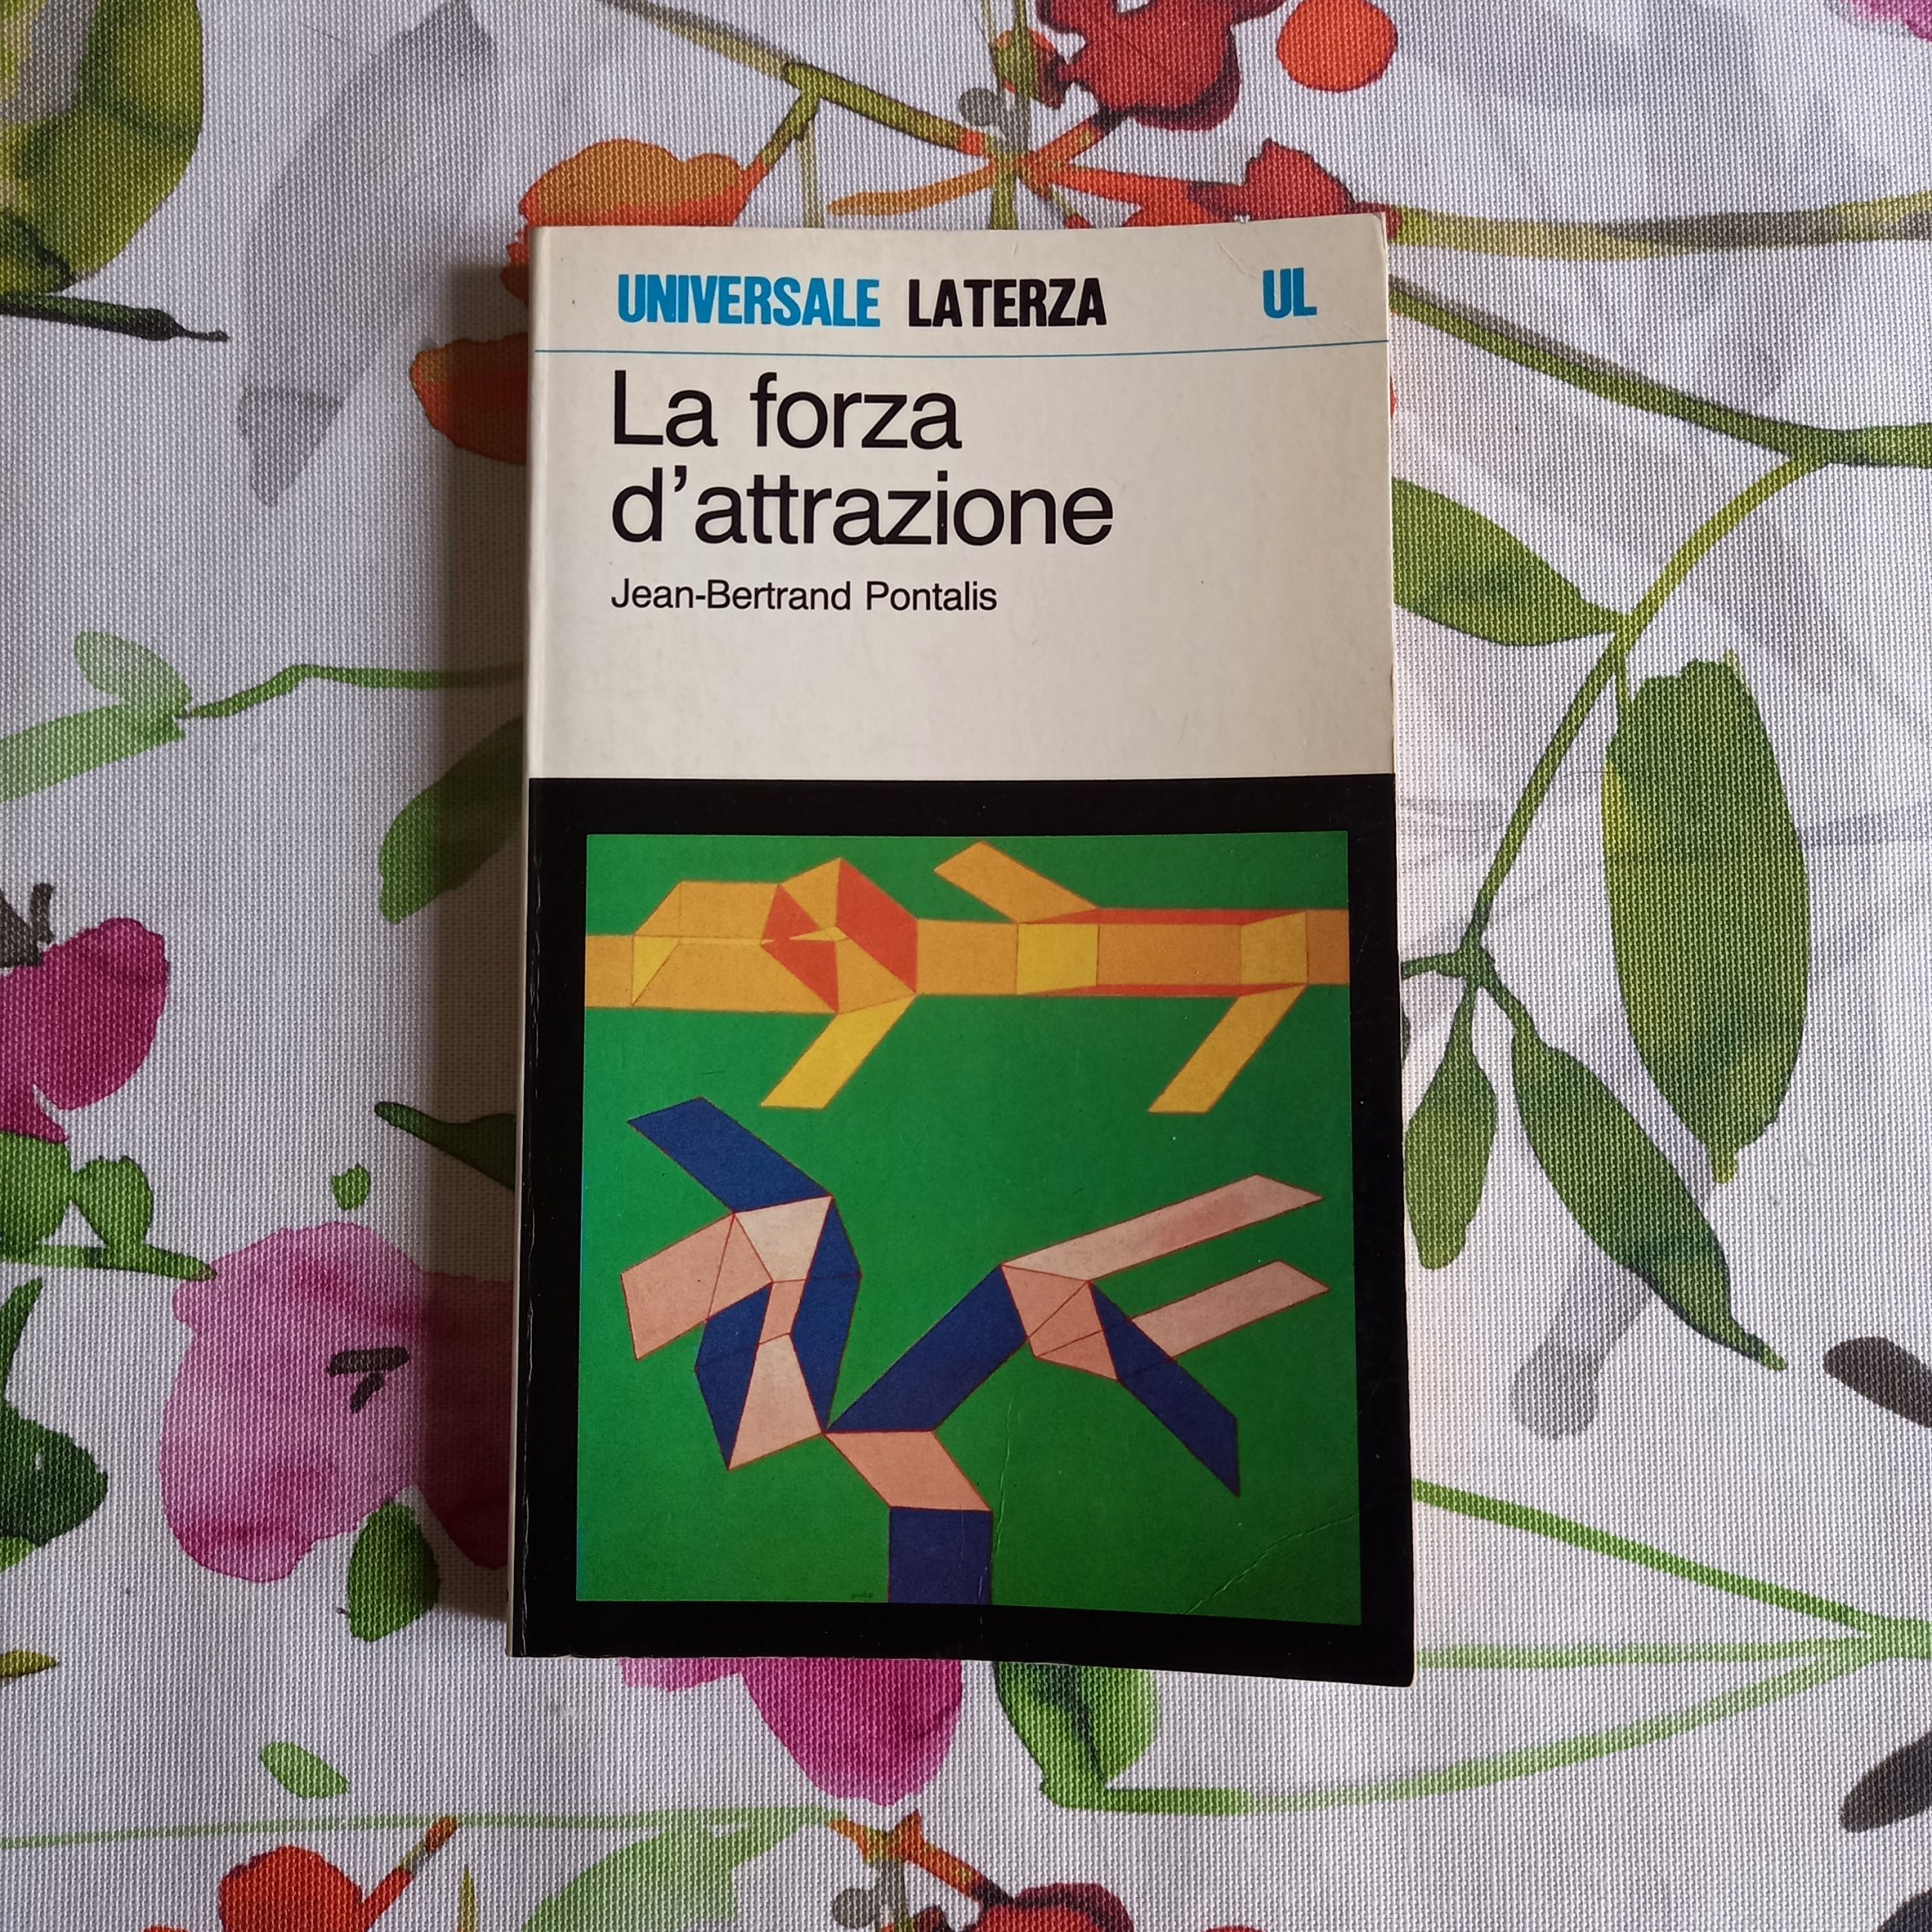 UNIVERSALE LATERZA UL
La forza
d’attrazione
Jean-Bertrand Pontalis